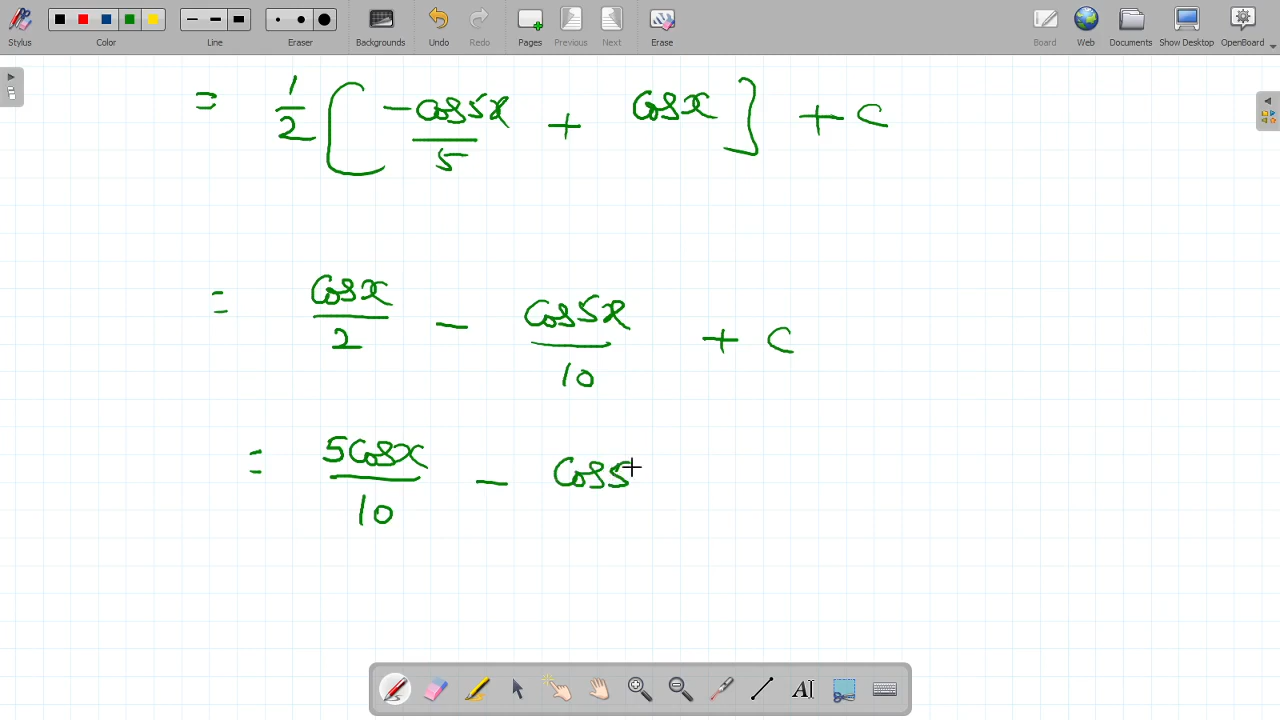 Stylus Color Line Eraser Backgrounds Undo Redo Pages Previous Next Erase Board Web Documents Show Desktop OpenBoard
= 1/2 [ -cos5x/5 + cosx ] + c
= cosx/2 - cos5x/10 + c
= 5cosx/10 - cos5